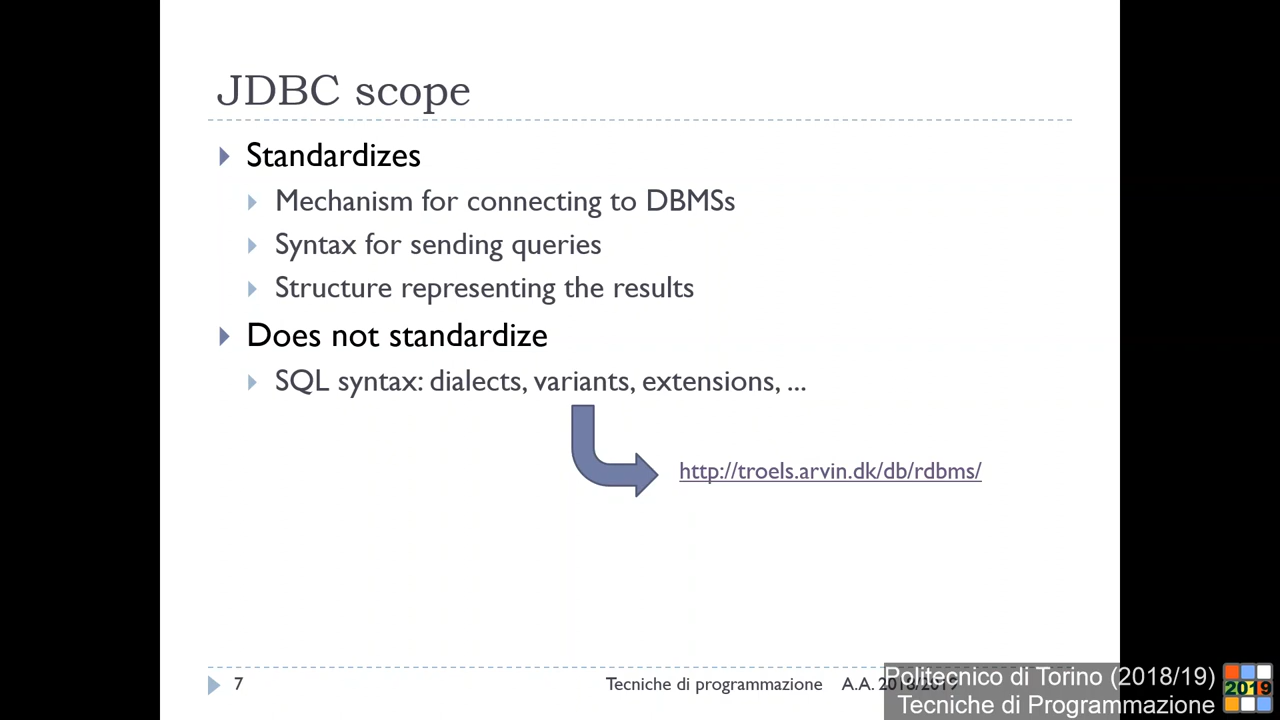 JDBC scope
Standardizes
Mechanism for connecting to DBMSs
Syntax for sending queries
Structure representing the results
Does not standardize
SQL syntax: dialects, variants, extensions, ...
http://troels.arvin.dk/db/rdbms/
7
Tecniche di programmazione A.A. 2018/2019
Politecnico di Torino (2018/19)
Tecniche di Programmazione
2019